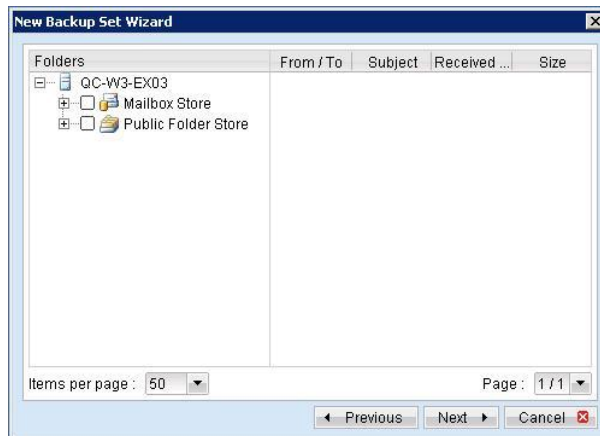 New Backup Set Wizard
Folders From / To Subject Received ... Size
QC-W3-EX03
Mailbox Store
Public Folder Store
Items per page : 50 Page : 1 / 1
Previous Next Cancel